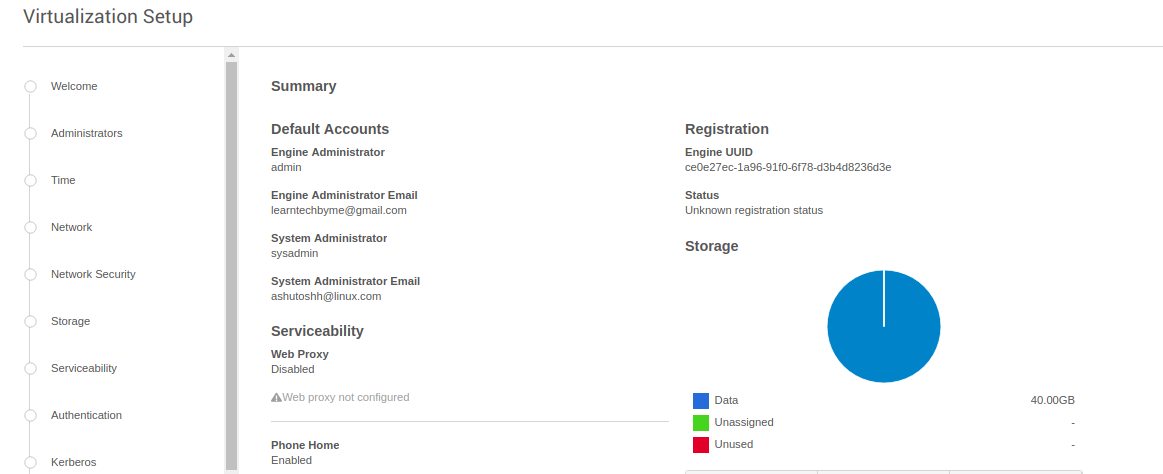 Virtualization Setup
Welcome
Administrators
Time
Network
Network Security
Storage
Serviceability
Authentication
Kerberos
Summary
Default Accounts
Engine Administrator
admin
Engine Administrator Email
learntechbyme@gmail.com
System Administrator
sysadmin
System Administrator Email
ashutoshh@linux.com
Serviceability
Web Proxy
Disabled
Web proxy not configured
Phone Home
Enabled
Registration
Engine UUID
ce0e27ec-1a96-91f0-6f78-d3b4d8236d3e
Status
Unknown registration status
Storage
Data 40.00GB
Unassigned -
Unused -